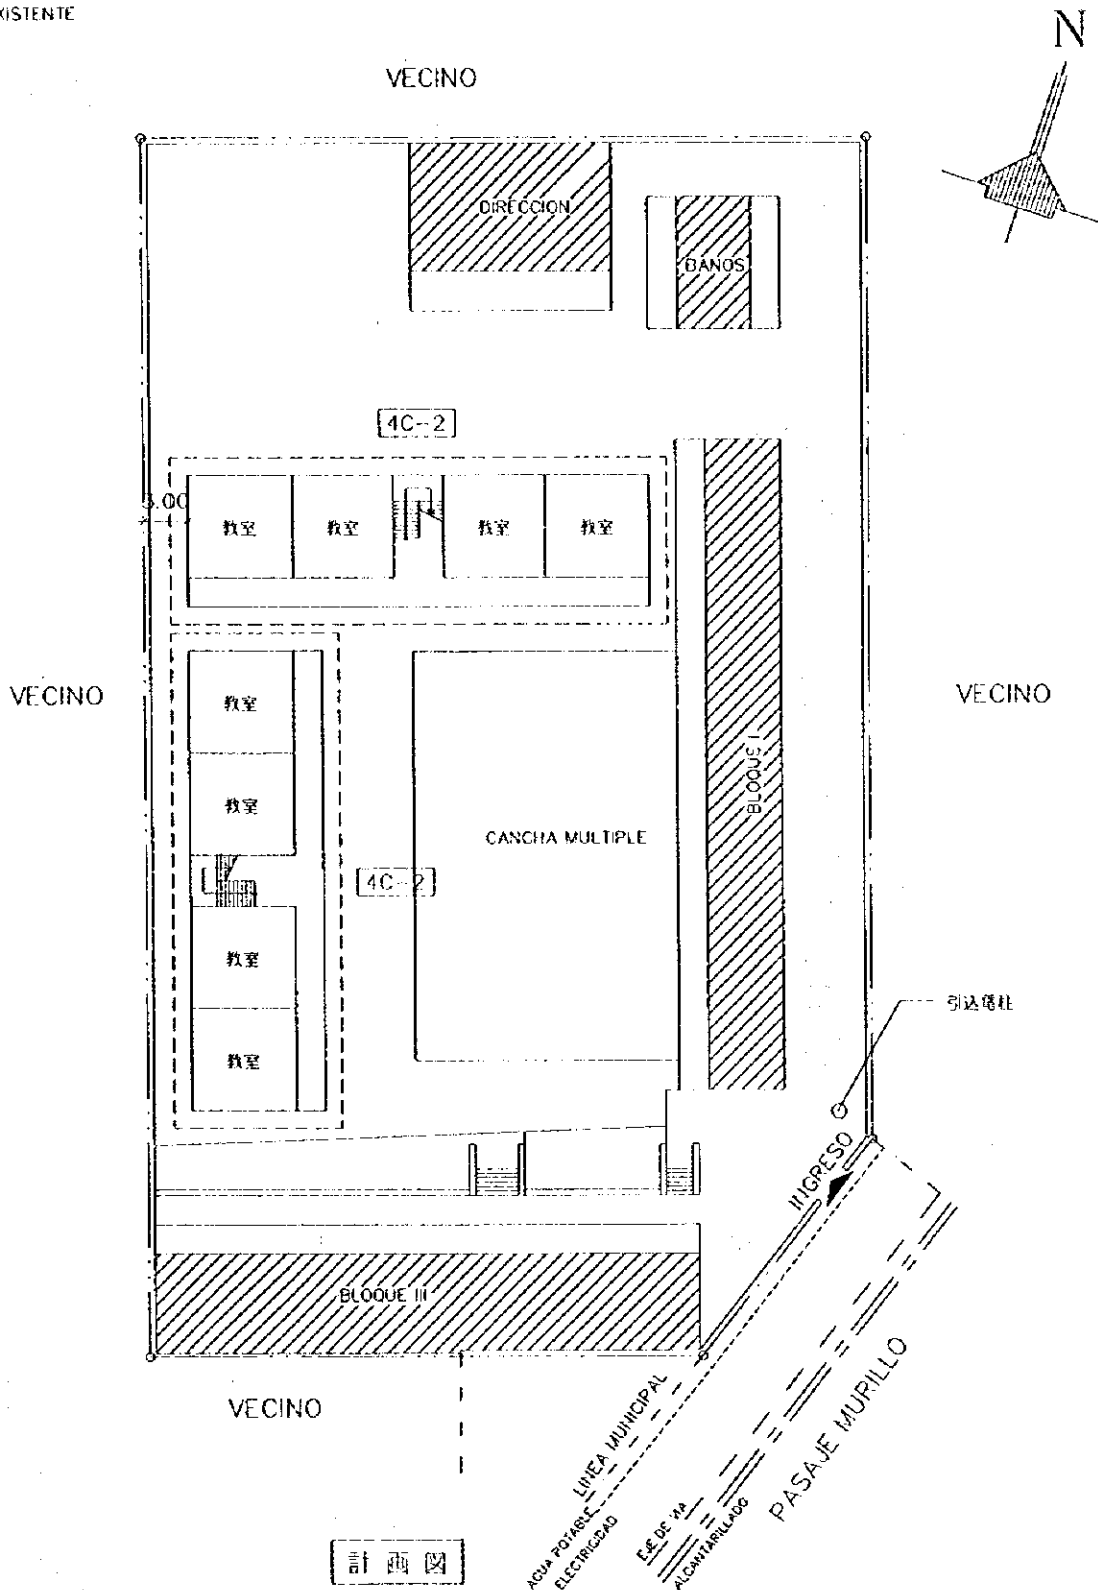 XISTENTE
N
VECINO
DIRECCION
BANOS
4C-2
3.00
教室
教室
教室
教室
VECINO
VECINO
教室
教室
BLOQUE I
CANCHA MULTIPLE
4C-2
教室
教室
引込電柱
INGRESO
BLOQUE III
VECINO
LINEA MUNICIPAL
AGUA POTABLE
ELECTRICIDAD
EJE DE VIA
ALCANTARILLADO
PASAJE MURILLO
計画図